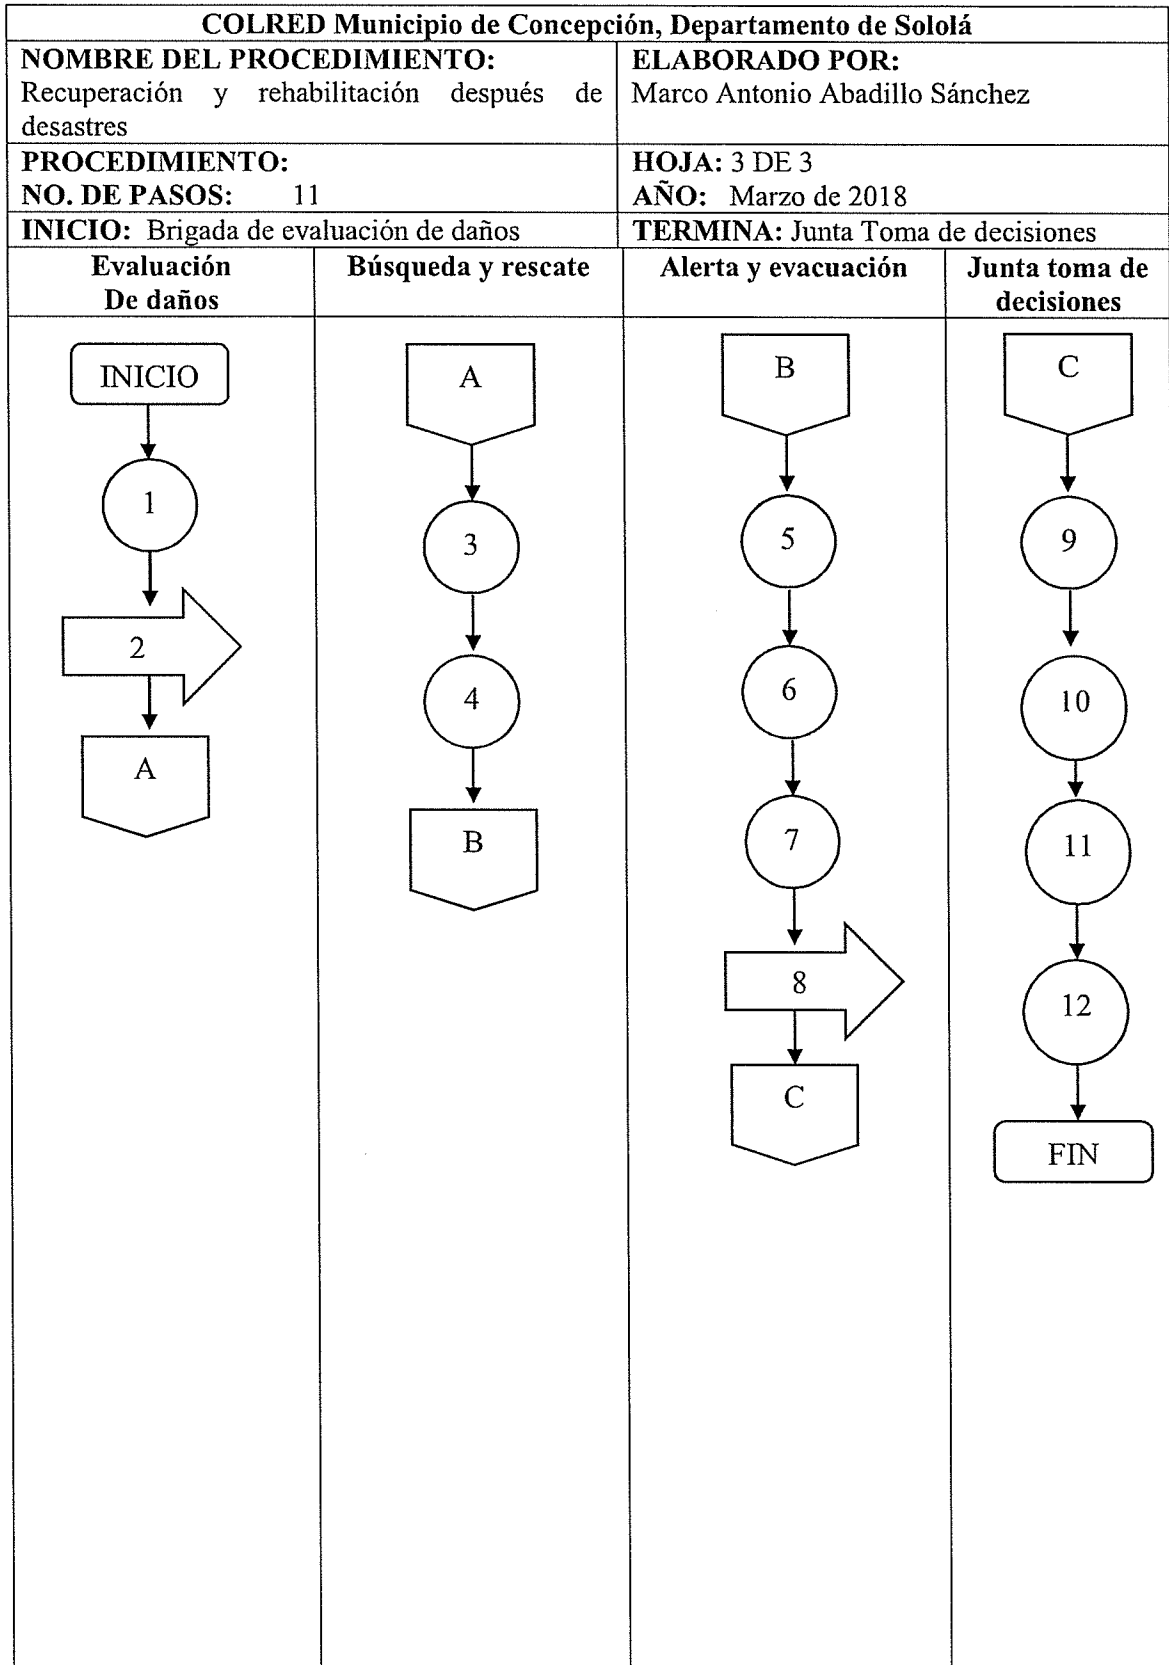 COLRED Municipio de Concepción, Departamento de Sololá
NOMBRE DEL PROCEDIMIENTO:
Recuperación y rehabilitación después de
desastres
ELABORADO POR:
Marco Antonio Abadillo Sánchez
PROCEDIMIENTO:
NO. DE PASOS: 11
HOJA: 3 DE 3
AÑO: Marzo de 2018
INICIO: Brigada de evaluación de daños
TERMINA: Junta Toma de decisiones
Evaluación
De daños
Búsqueda y rescate
Alerta y evacuación
Junta toma de
decisiones
INICIO
1
2
A
A
3
4
B
B
5
6
7
8
C
C
9
10
11
12
FIN